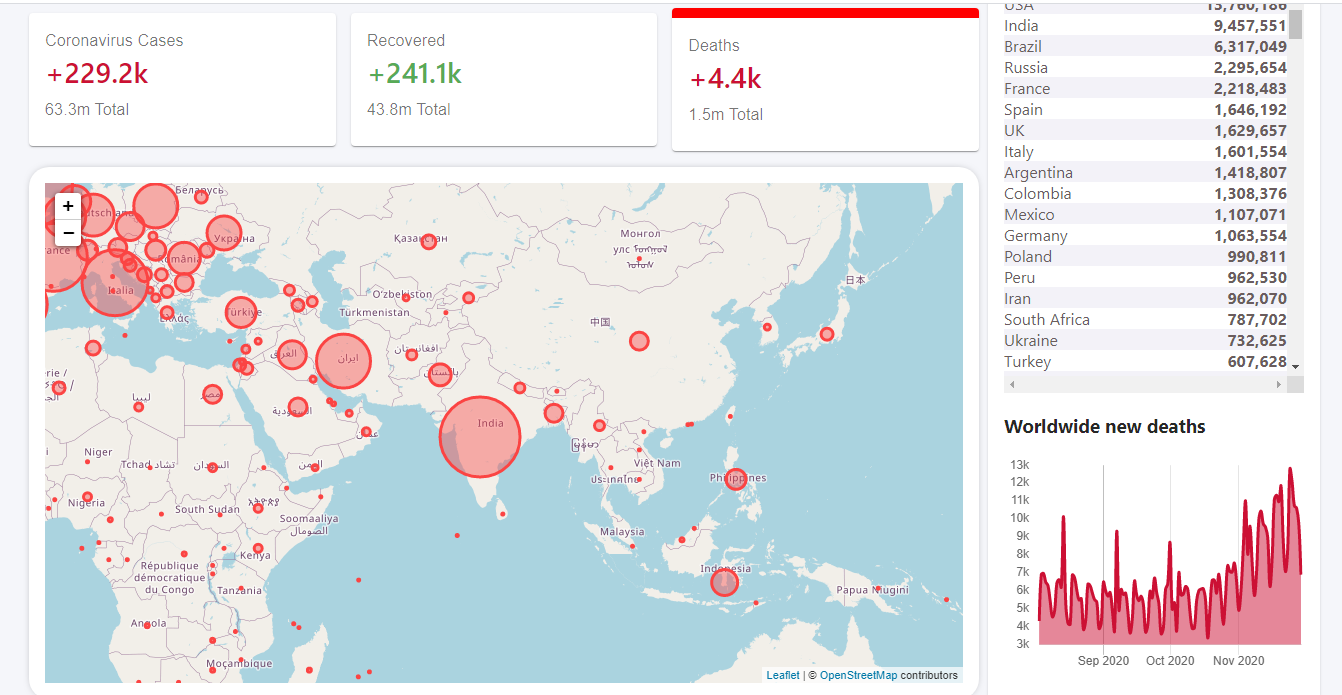 Coronavirus Cases
+229.2k
63.3m Total
Recovered
+241.1k
43.8m Total
Deaths
+4.4k
1.5m Total
USA 13,760,186
India 9,457,551
Brazil 6,317,049
Russia 2,295,654
France 2,218,483
Spain 1,646,192
UK 1,629,657
Italy 1,601,554
Argentina 1,418,807
Colombia 1,308,376
Mexico 1,107,071
Germany 1,063,554
Poland 990,811
Peru 962,530
Iran 962,070
South Africa 787,702
Ukraine 732,625
Turkey 607,628
+
−
Беларусь
Україна
România
Italia
Ελλάς
Türkiye
Қазақстан
Oʻzbekiston
Türkmenistan
Монгол
улс
中国
日本
العراق
ایران
افغانستان
پاکستان
ليبيا
مصر
السعودية
عمان
India
Niger
Tchad تشاد
السودان
اليمن
Nigeria
South Sudan
Soomaaliya
الصومال
Kenya
République
démocratique
du Congo
Tanzania
Angola
Moçambique
Việt Nam
ประเทศไทย
Philippines
Malaysia
Indonesia
Papua Niugini
Leaflet | © OpenStreetMap contributors
Worldwide new deaths
13k
12k
11k
10k
9k
8k
7k
6k
5k
4k
3k
Sep 2020
Oct 2020
Nov 2020